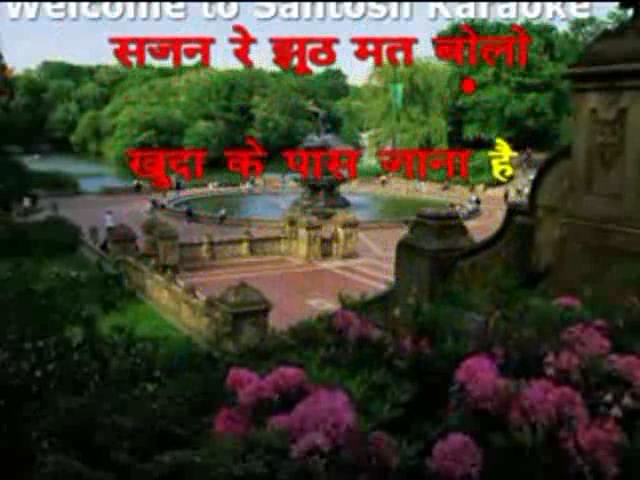 Welcome to Santosh Karaoke
सजन रे झूठ मत बोलो
खुदा के पास जाना है